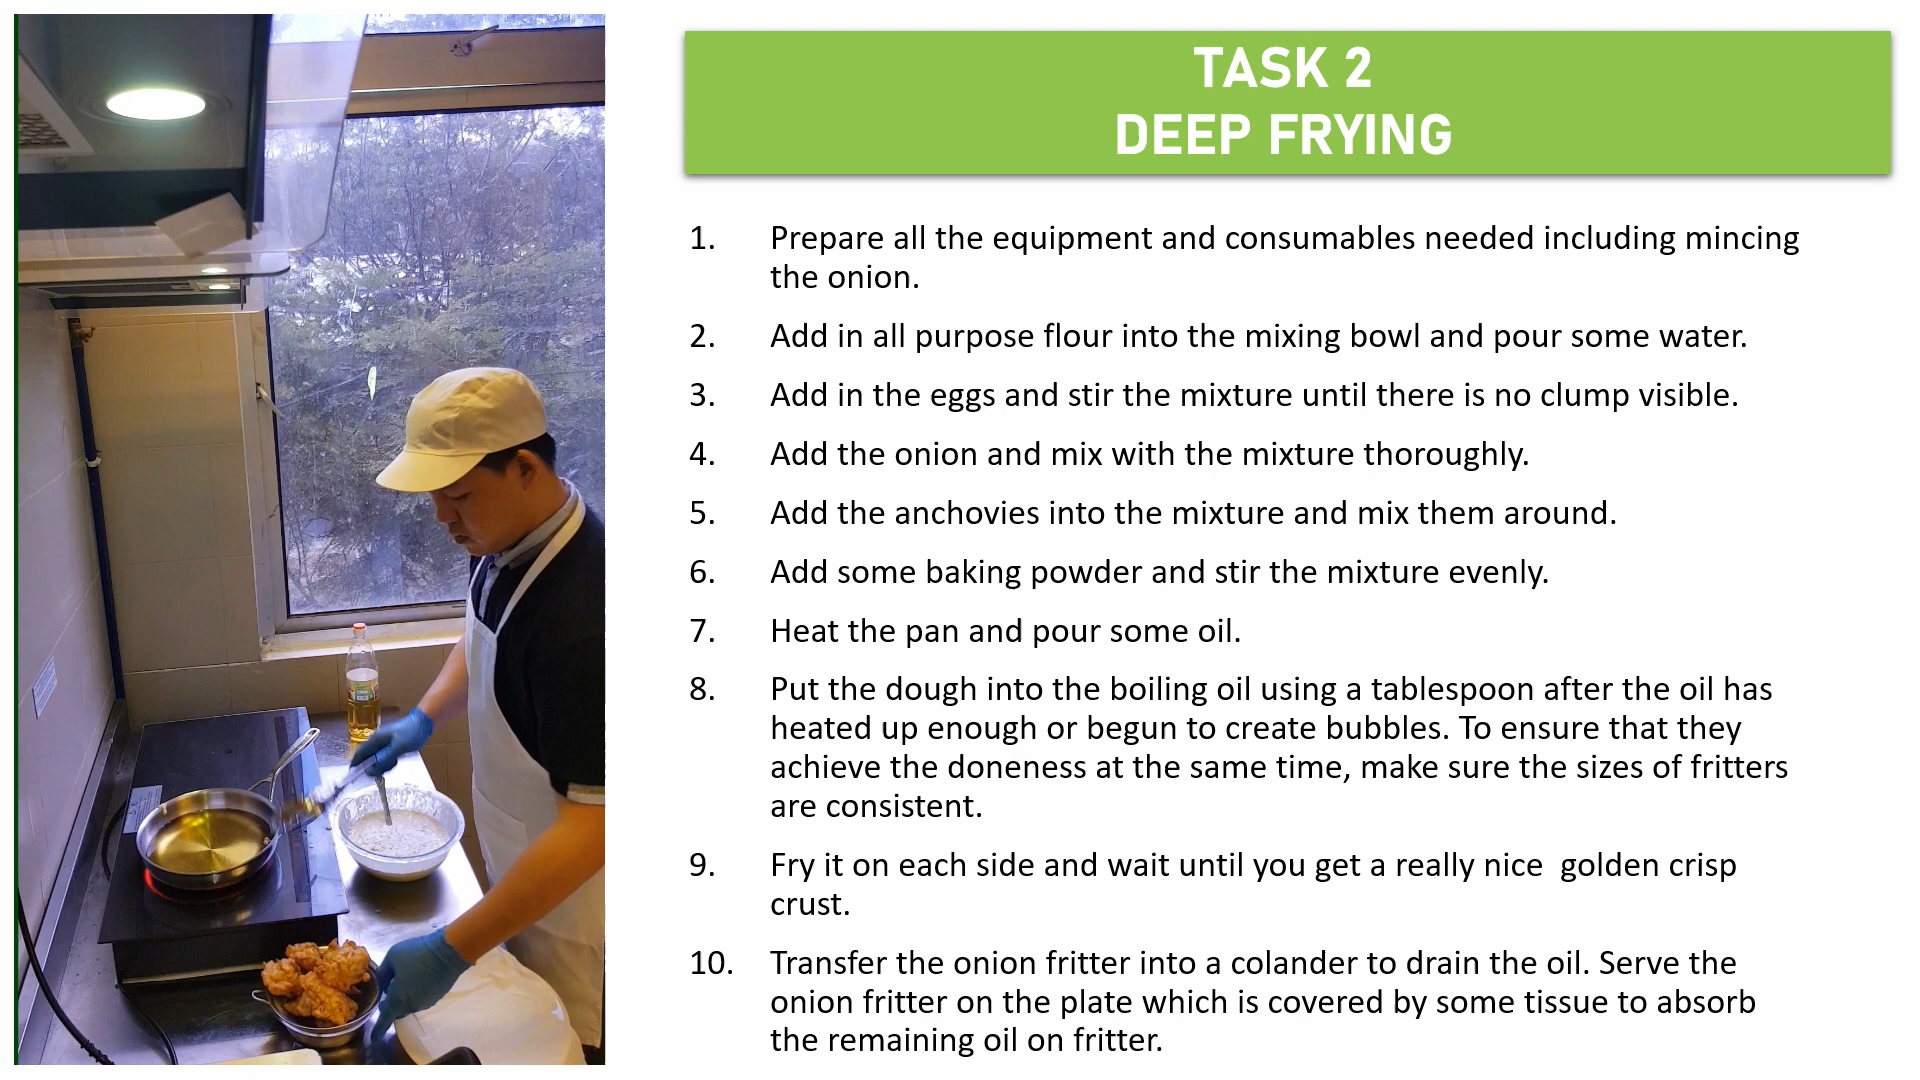 TASK 2
DEEP FRYING
1. Prepare all the equipment and consumables needed including mincing
the onion.
2. Add in all purpose flour into the mixing bowl and pour some water.
3. Add in the eggs and stir the mixture until there is no clump visible.
4. Add the onion and mix with the mixture thoroughly.
5. Add the anchovies into the mixture and mix them around.
6. Add some baking powder and stir the mixture evenly.
7. Heat the pan and pour some oil.
8. Put the dough into the boiling oil using a tablespoon after the oil has
heated up enough or begun to create bubbles. To ensure that they
achieve the doneness at the same time, make sure the sizes of fritters
are consistent.
9. Fry it on each side and wait until you get a really nice  golden crisp
crust.
10. Transfer the onion fritter into a colander to drain the oil. Serve the
onion fritter on the plate which is covered by some tissue to absorb
the remaining oil on fritter.